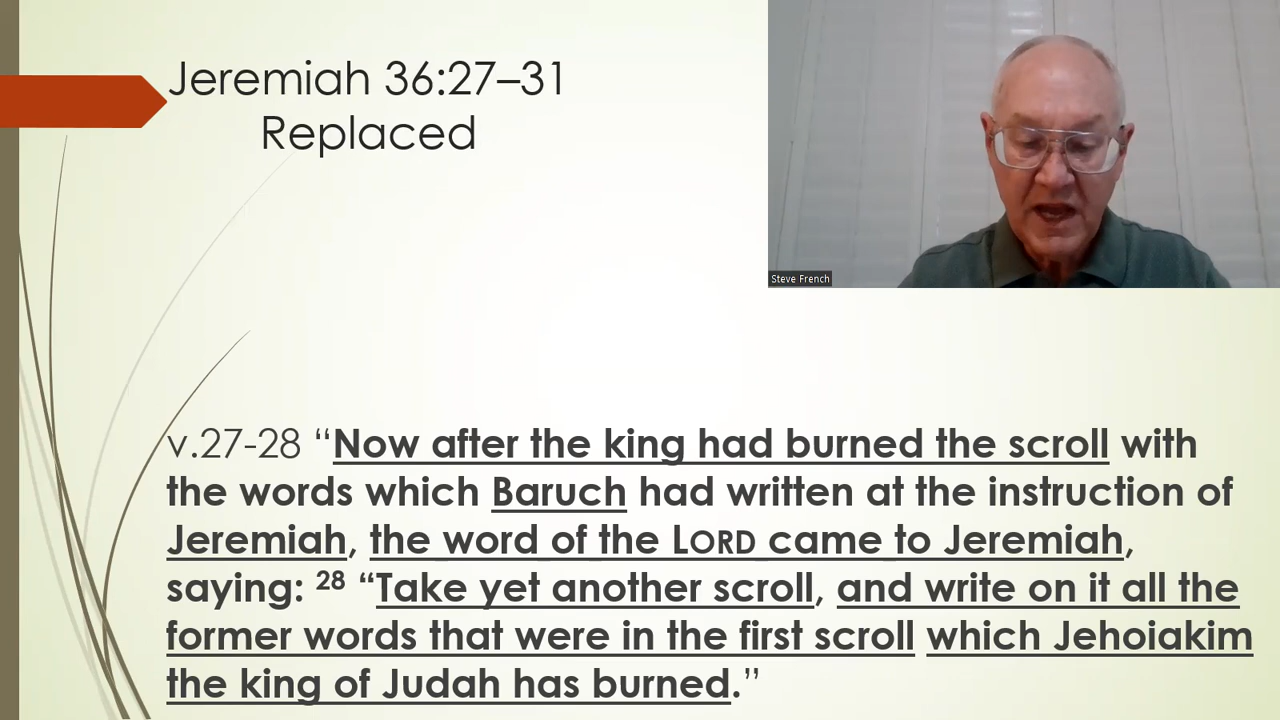 Jeremiah 36:27–31
Replaced
Steve French
v.27-28 “Now after the king had burned the scroll with
the words which Baruch had written at the instruction of
Jeremiah, the word of the LORD came to Jeremiah,
saying: 28 “Take yet another scroll, and write on it all the
former words that were in the first scroll which Jehoiakim
the king of Judah has burned.”